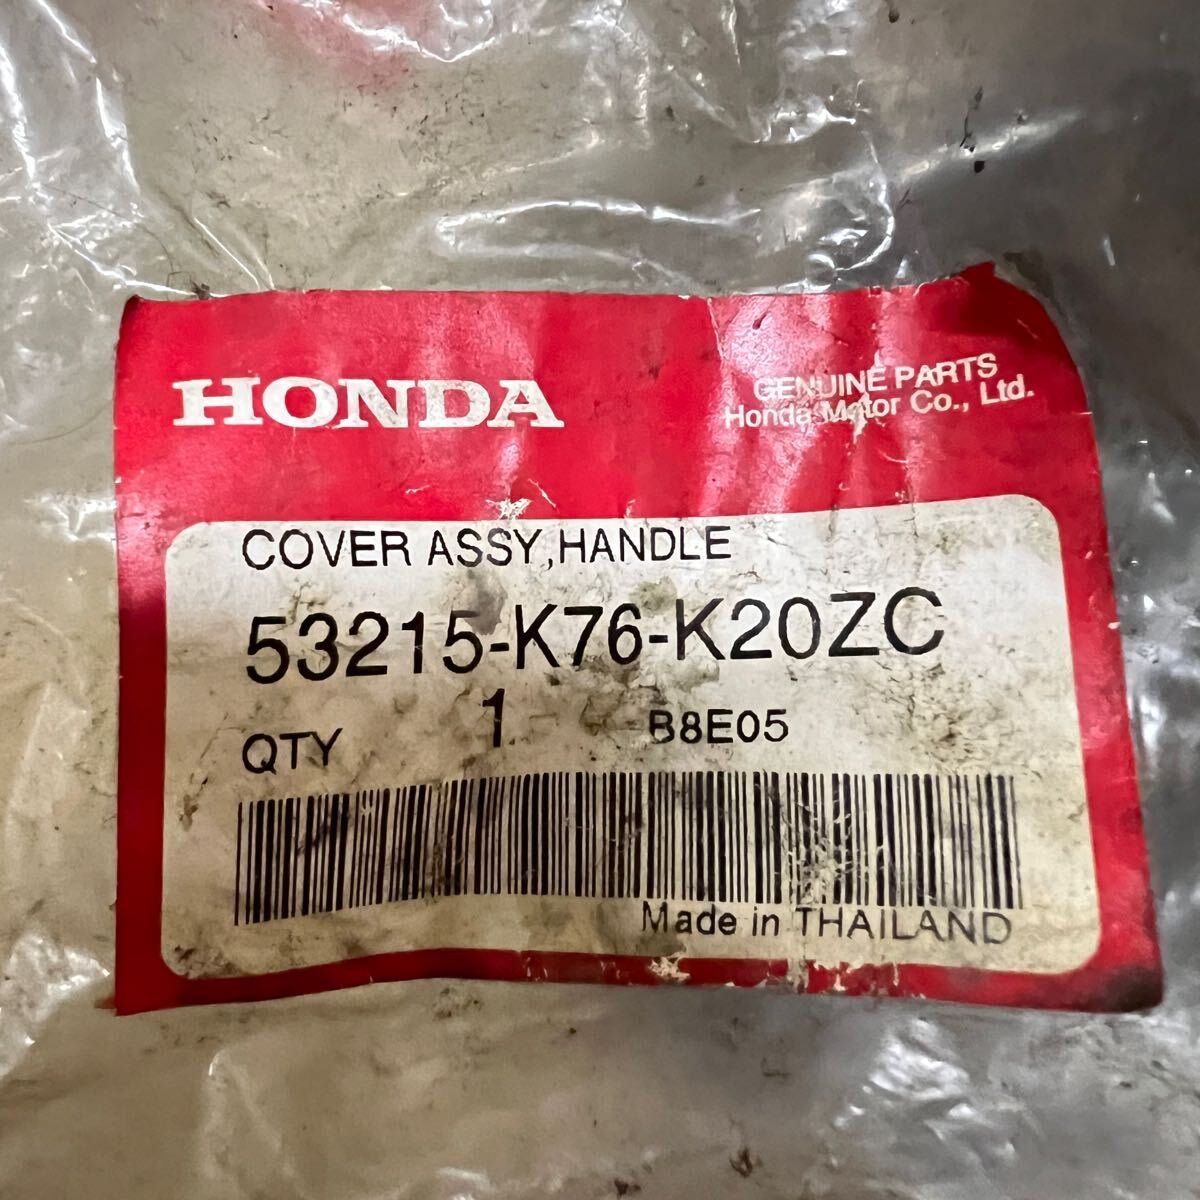 HONDA
GENUINE PARTS
Honda Motor Co., Ltd.
COVER ASSY,HANDLE
53215-K76-K20ZC
QTY 1 B8E05
Made in THAILAND